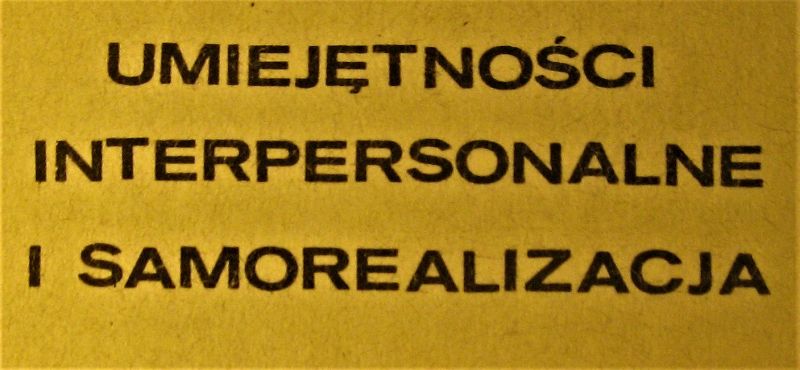 UMIEJĘTNOŚCI
INTERPERSONALNE
I SAMOREALIZACJA